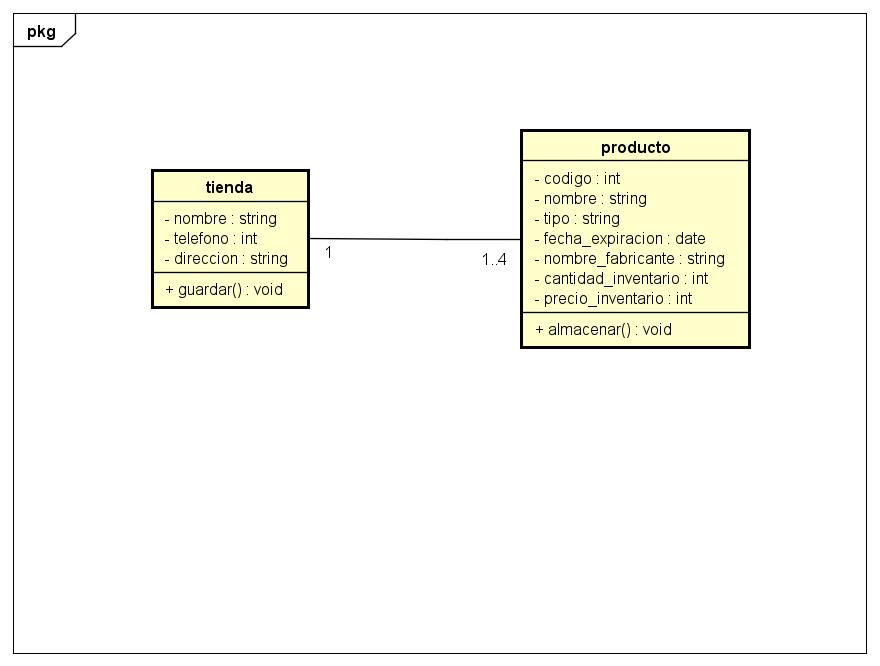 pkg
tienda
- nombre : string
- telefono : int
- direccion : string
+ guardar() : void
1
1..4
producto
- codigo : int
- nombre : string
- tipo : string
- fecha_expiracion : date
- nombre_fabricante : string
- cantidad_inventario : int
- precio_inventario : int
+ almacenar() : void